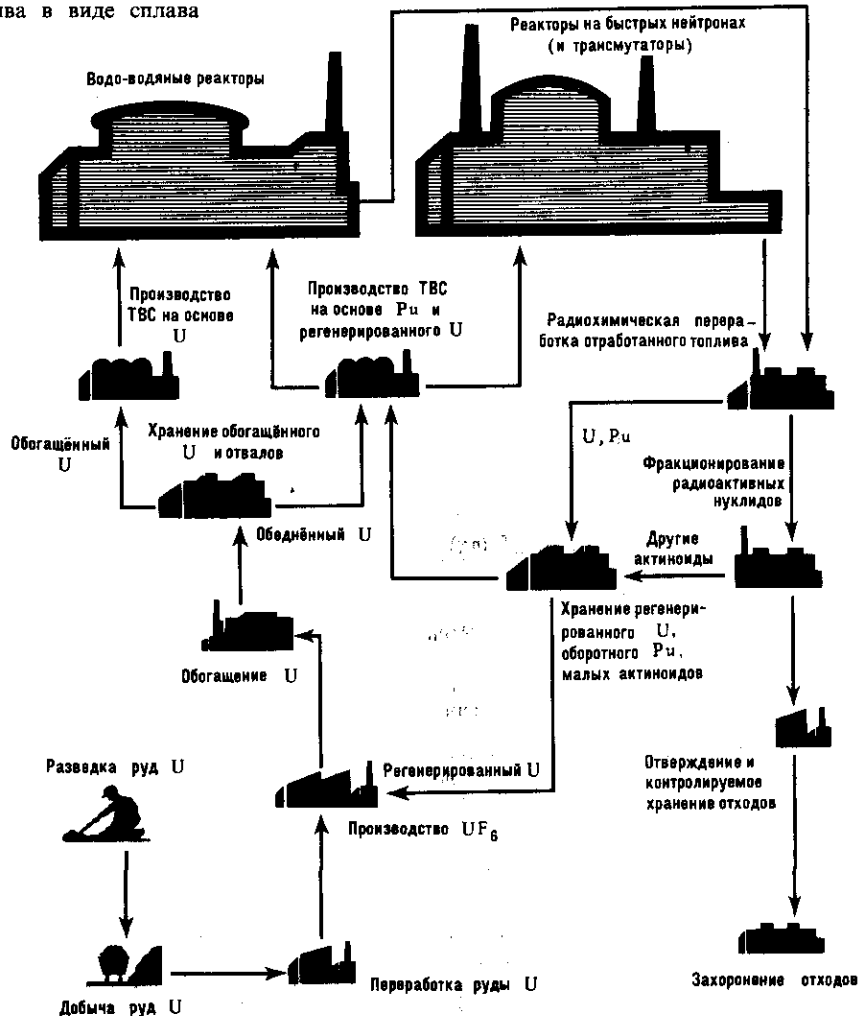 ива в виде сплава
Реакторы на быстрых нейтронах
(и трансмутаторы)
Водо-водяные реакторы
Производство
ТВС на основе
U
Производство ТВС
на основе Pu и
регенерированного U
Радиохимическая пере­ра–
ботка отработанного топлива
Обогащённый
U
Хранение обогащённого
U и отвалов
U, Pu
Фракционирование
радиоактивных
нуклидов
Обеднённый U
Другие
актиноиды
Хранение регенери-
рованного U,
оборотного Pu,
малых актиноидов
Обогащение U
Разведка руд U
Регенерированный U
Отверждение и
контролируемое
хранение отходов
Производство UF₆
Добыча руд U
Переработка руды U
Захоронение отходов